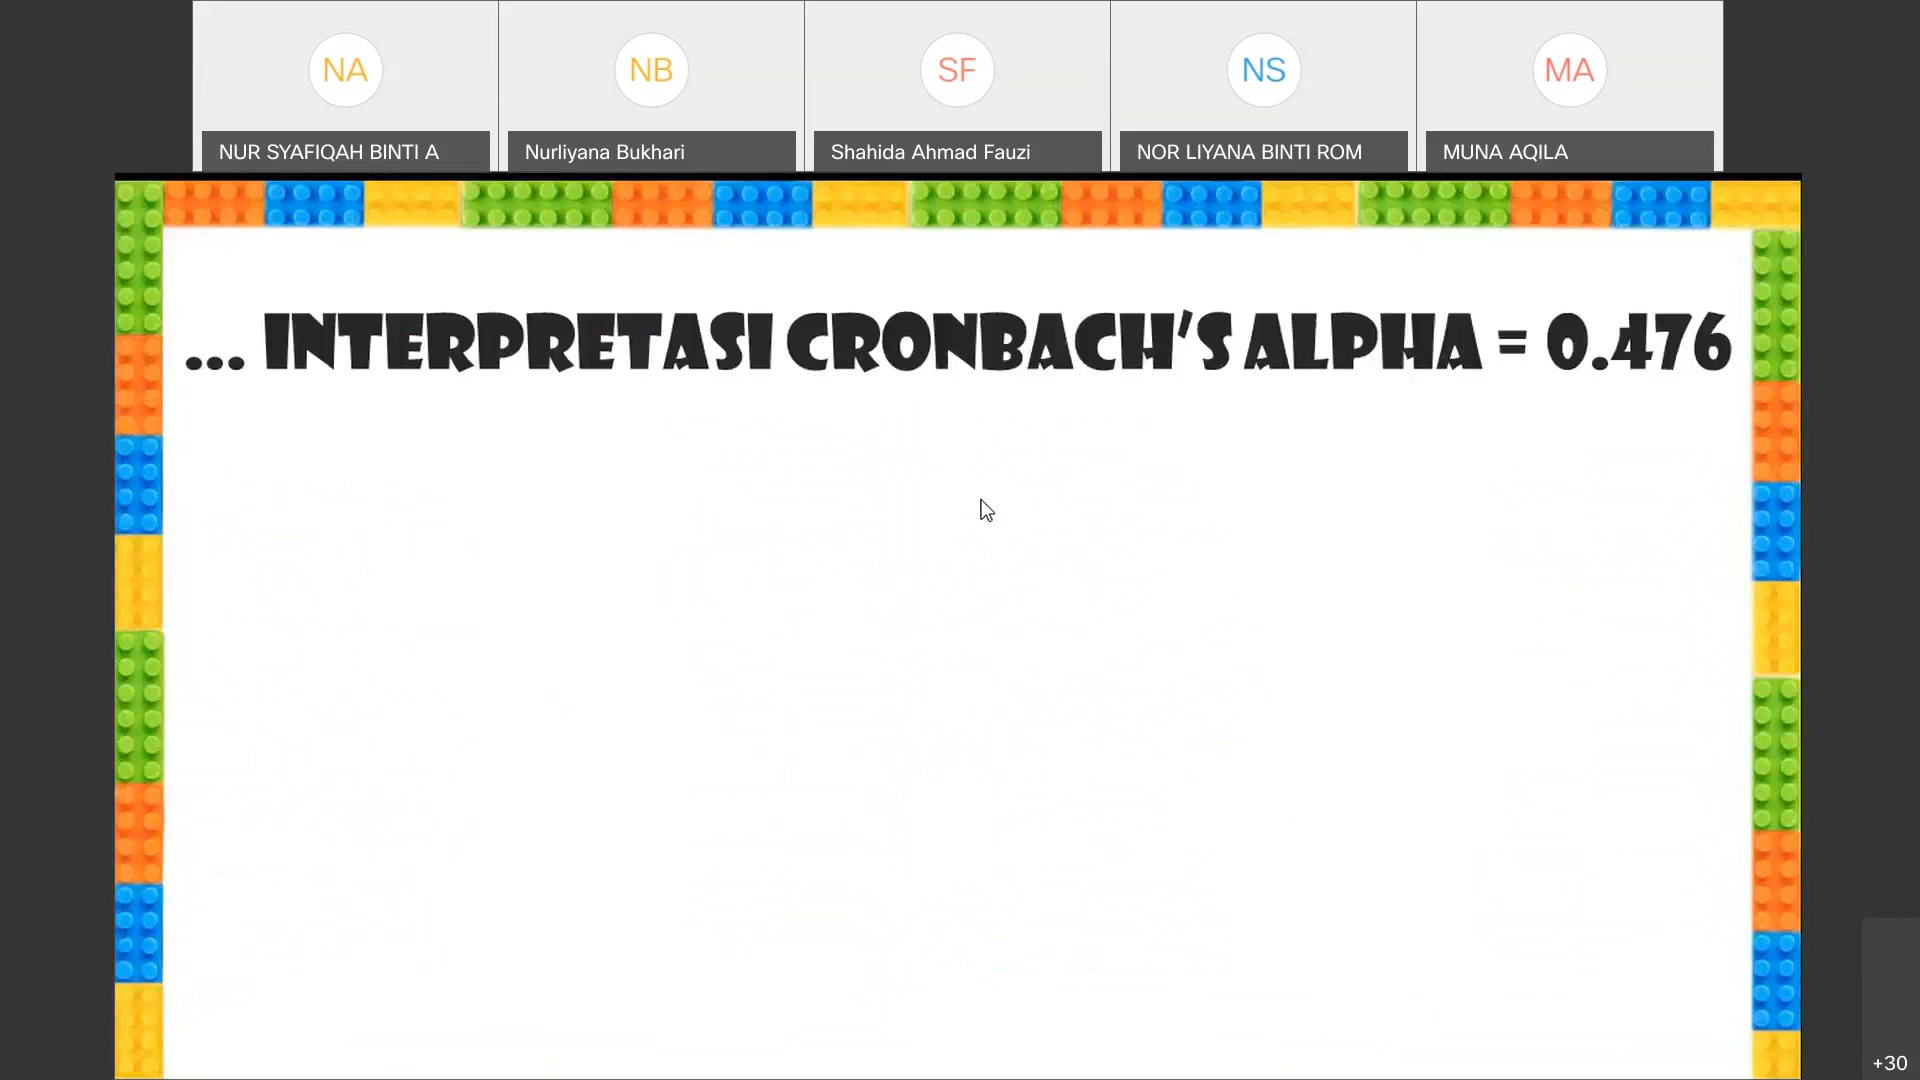 NA
NB
SF
NS
MA
NUR SYAFIQAH BINTI A
Nurliyana Bukhari
Shahida Ahmad Fauzi
NOR LIYANA BINTI ROM
MUNA AQILA
... INTERPRETASI CRONBACH'S ALPHA = 0.476
+30